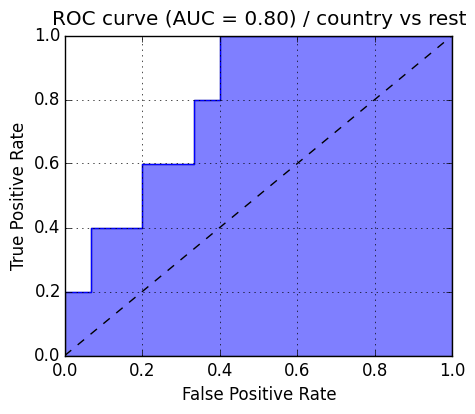 ROC curve (AUC = 0.80) / country vs rest
1.0
0.8
0.6
0.4
0.2
0.0
True Positive Rate
0.0 0.2 0.4 0.6 0.8 1.0
False Positive Rate